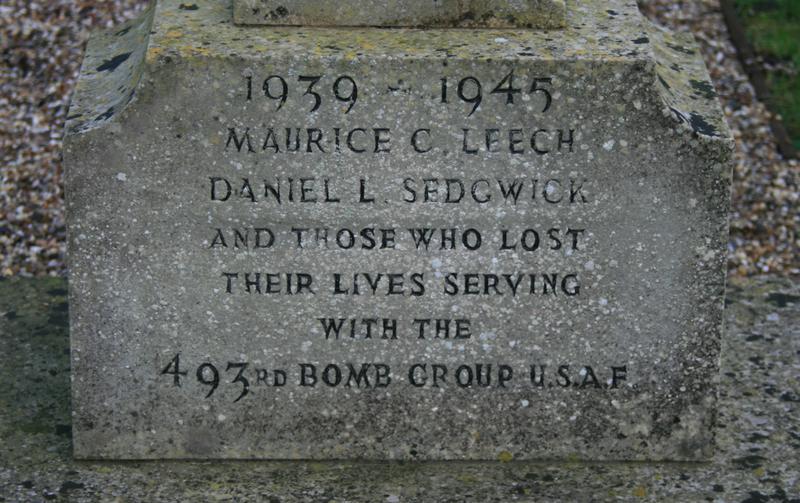 1939 - 1945
MAURICE C. LEECH
DANIEL L. SEDGWICK
AND THOSE WHO LOST
THEIR LIVES SERVING
WITH THE
493RD BOMB GROUP U.S.A.F.